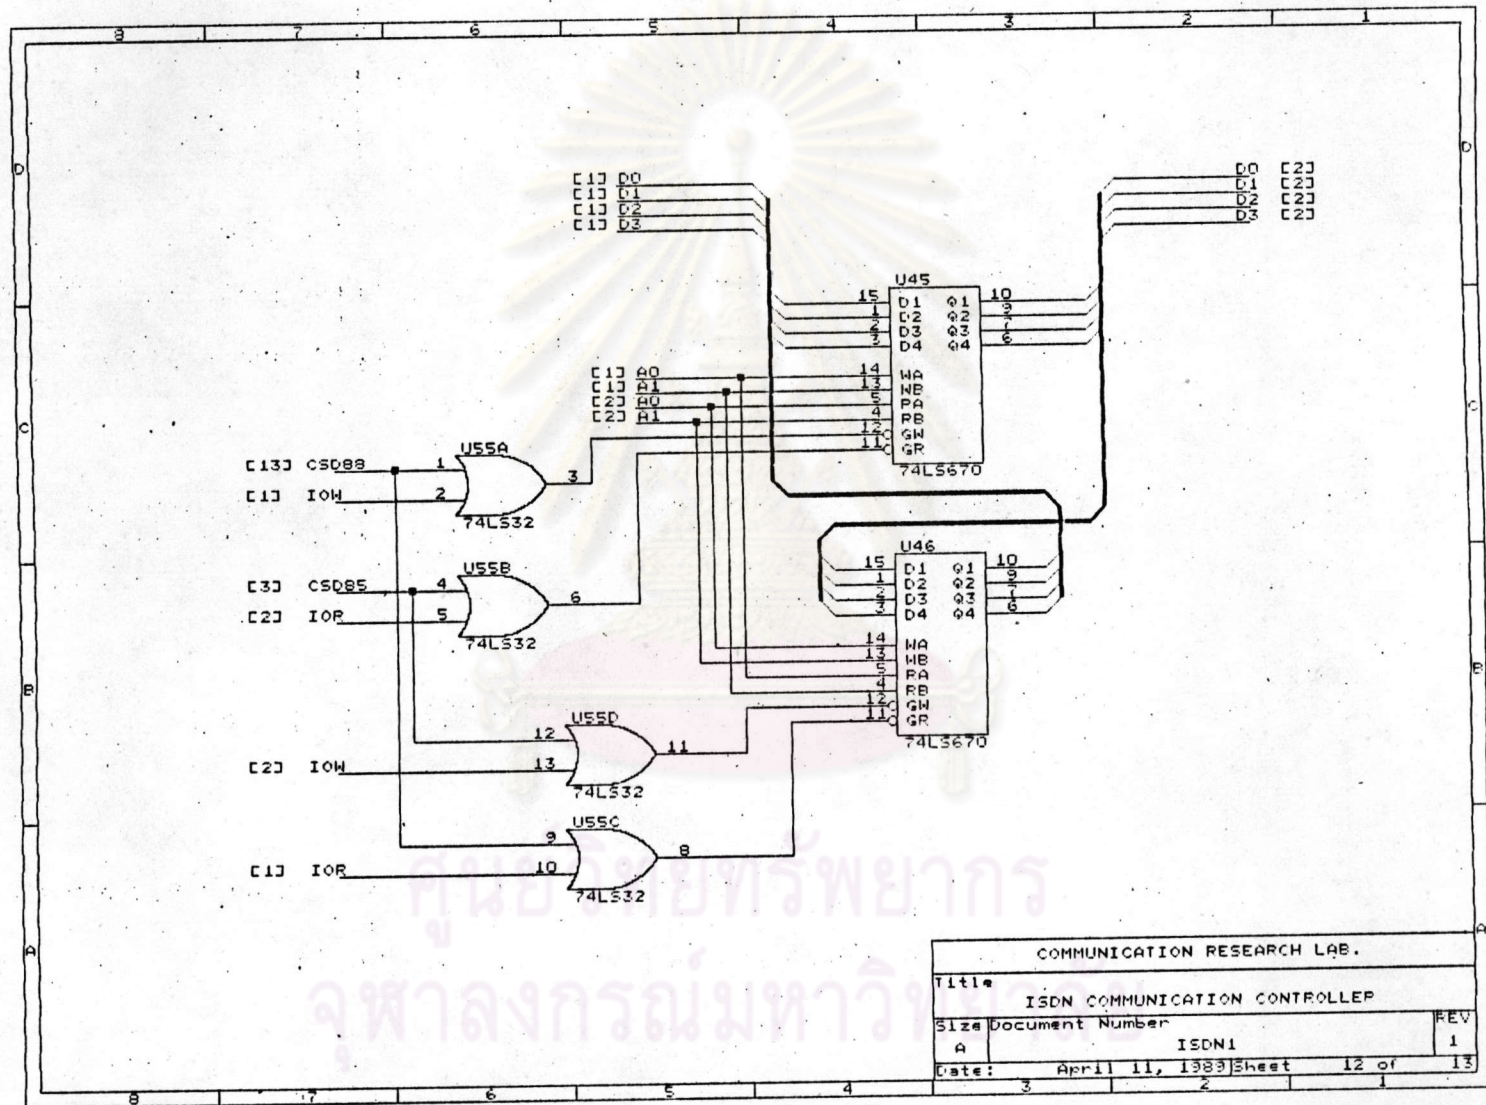 8 7 6 5 4 3 2 1
D
D
[1] D0
[1] D1
[1] D2
[1] D3
D0 [2]
D1 [2]
D2 [2]
D3 [2]
U45
15 D1 Q1 10
1 D2 Q2 9
2 D3 Q3 7
3 D4 Q4 6
14 WA
13 WB
5 RA
4 RB
12 GW
11 GR
74LS670
[1] A0
[1] A1
[2] A0
[2] A1
C
C
U55A
[13] CSD88 1
[1] IOW 2
3
74LS32
U55B
[3] CSD85 4
[2] IOR 5
6
74LS32
U46
15 D1 Q1 10
1 D2 Q2 9
2 D3 Q3 7
3 D4 Q4 6
14 WA
13 WB
5 RA
4 RB
12 GW
11 GR
74LS670
B
B
U55D
12
[2] IOW 13
11
74LS32
U55C
9
[1] IOR 10
8
74LS32
ศูนย์วิทยทรัพยากร
จุฬาลงกรณ์มหาวิทยาลัย
A
A
COMMUNICATION RESEARCH LAB.
Title
ISDN COMMUNICATION CONTROLLER
Size Document Number REV
A ISDN1 1
Date: April 11, 1989 Sheet 12 of 13
8 7 6 5 4 3 2 1